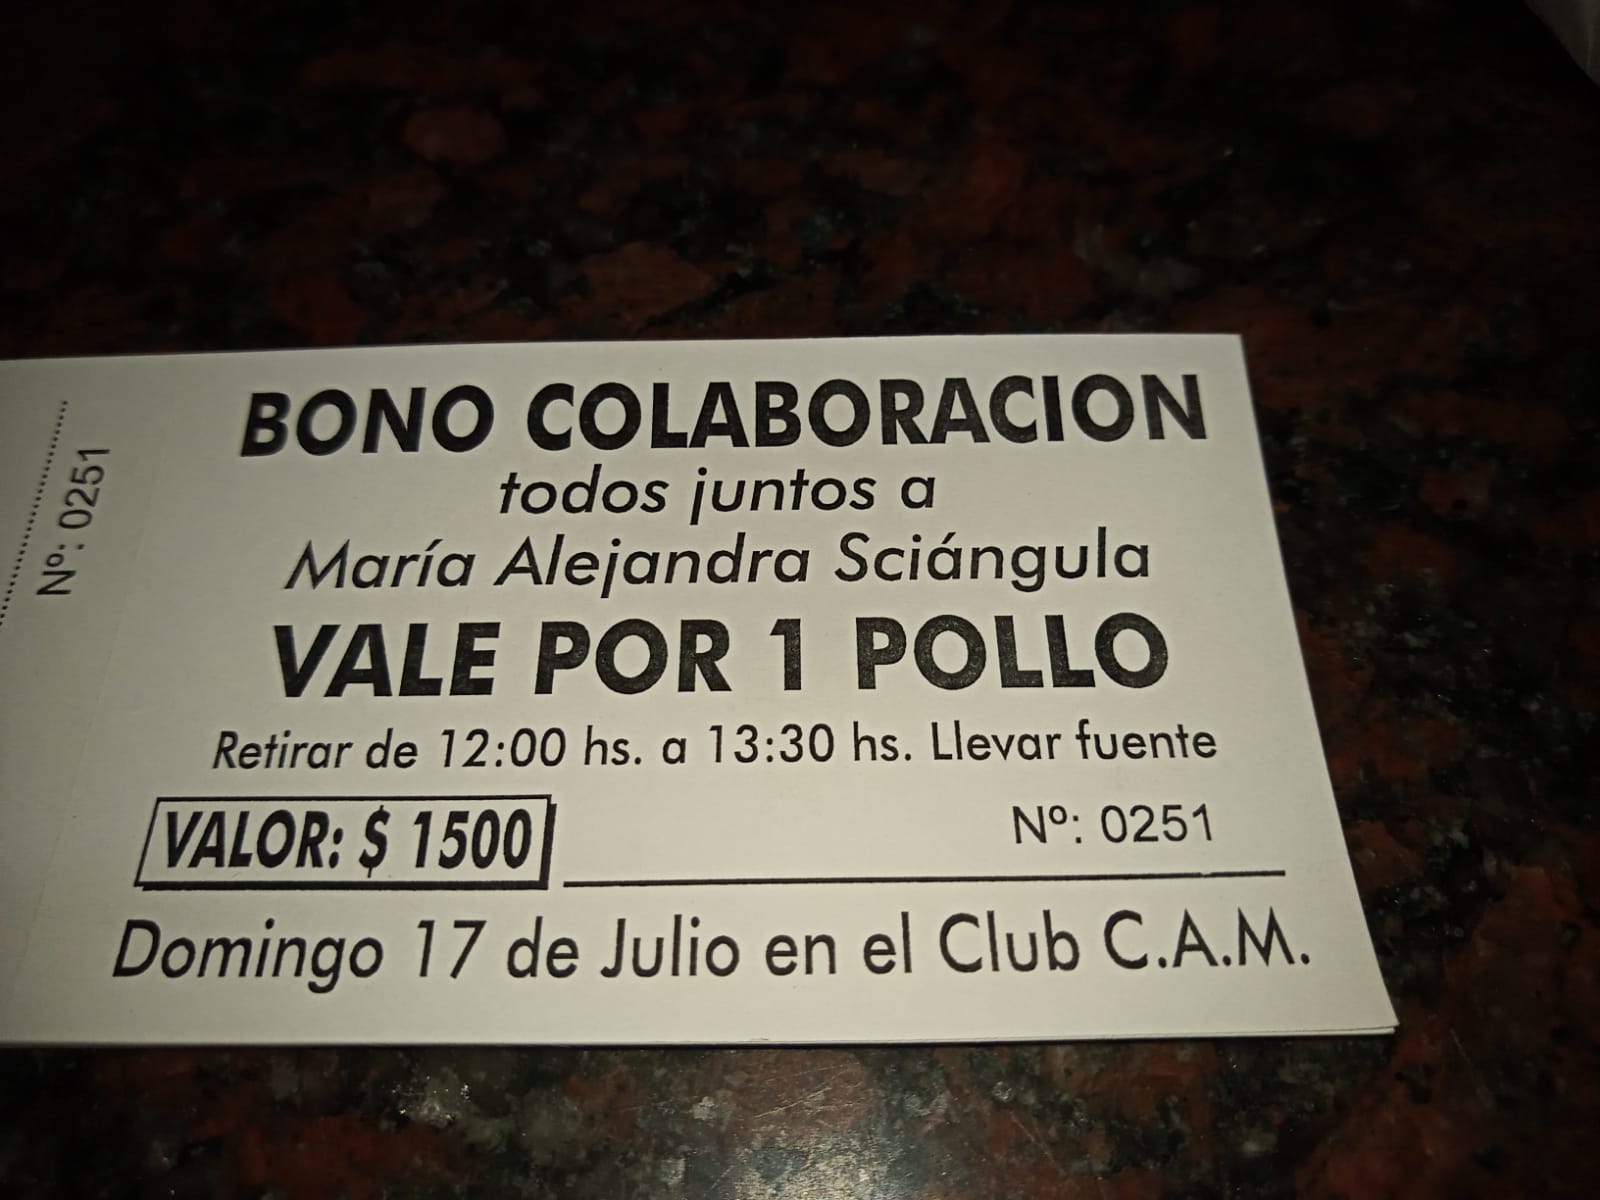 Nº: 0251
BONO COLABORACION
todos juntos a
María Alejandra Sciángula
VALE POR 1 POLLO
Retirar de 12:00 hs. a 13:30 hs. Llevar fuente
VALOR: $ 1500
Nº: 0251
Domingo 17 de Julio en el Club C.A.M.